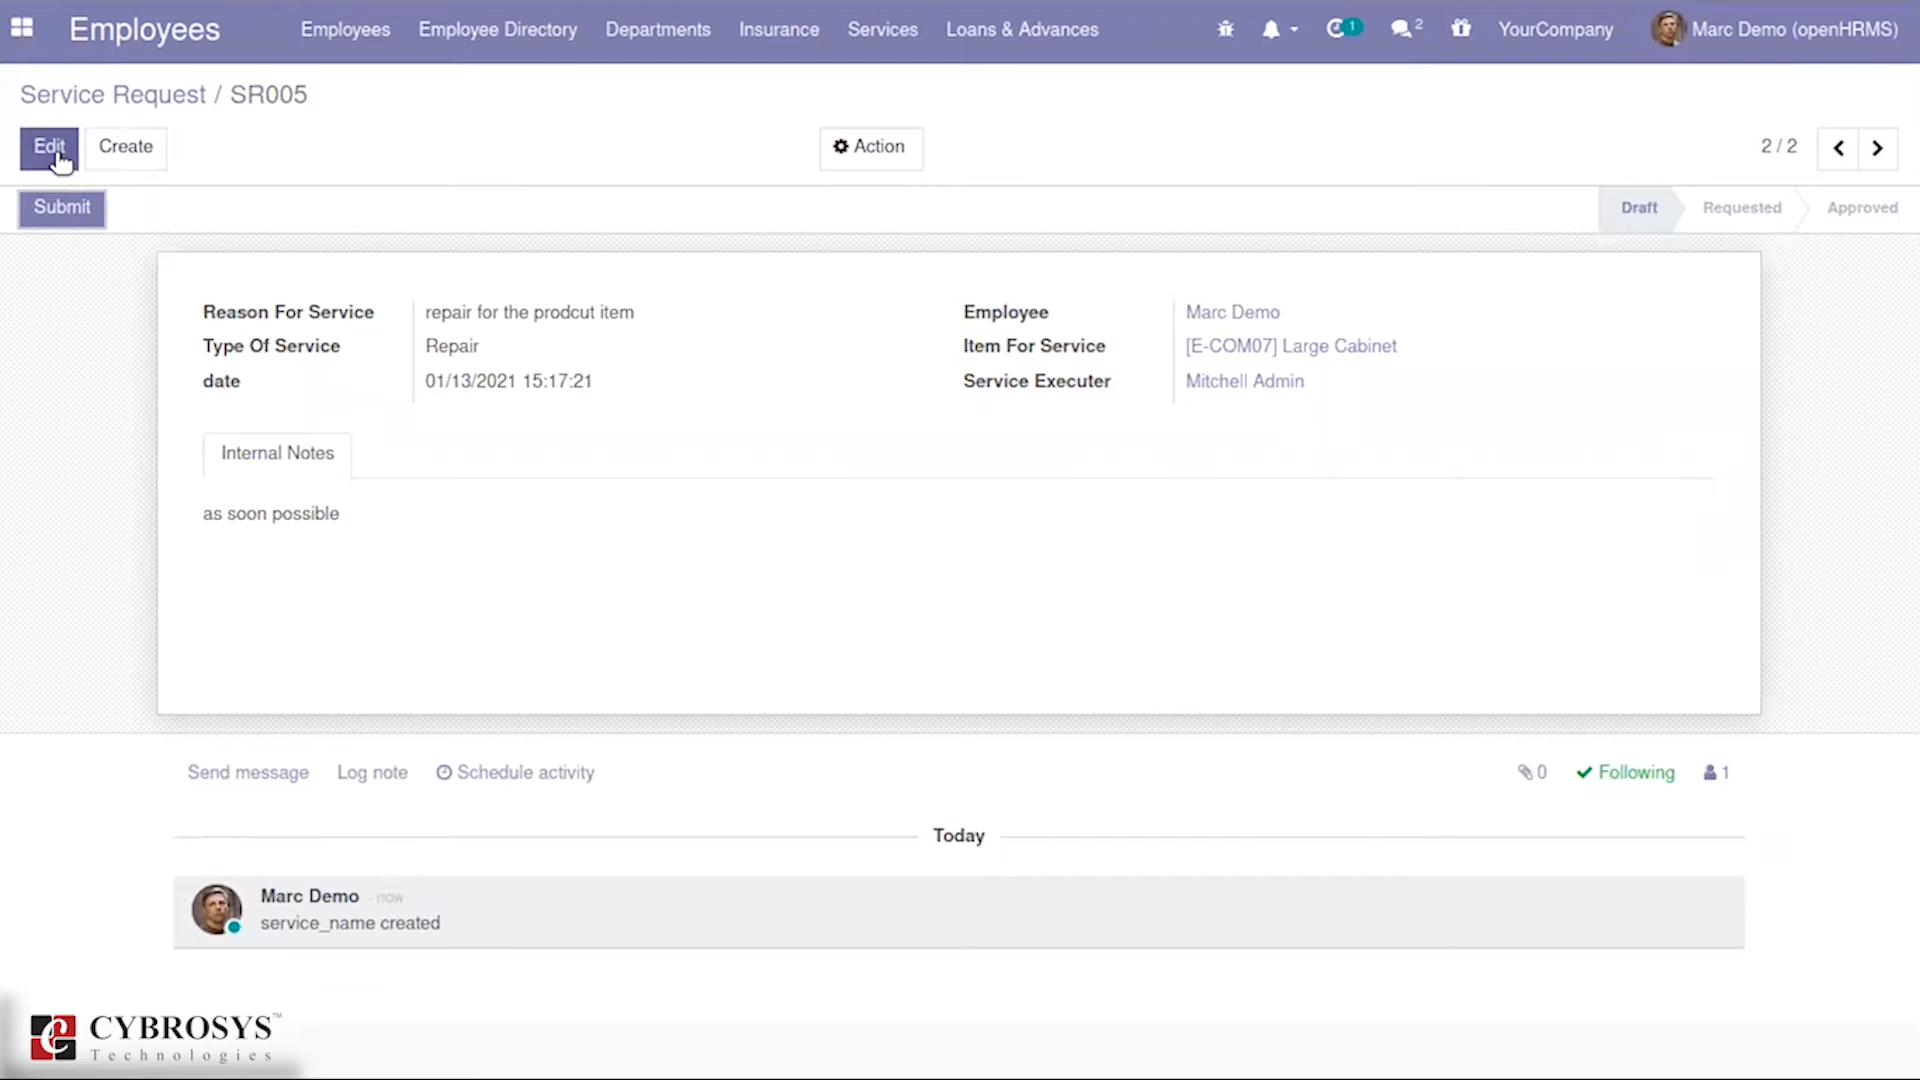 Employees Employees Employee Directory Departments Insurance Services Loans & Advances 1 2 YourCompany Marc Demo (openHRMS)
Service Request / SR005
Edit Create Action 2 / 2
Submit Draft Requested Approved
Reason For Service repair for the prodcut item Employee Marc Demo
Type Of Service Repair Item For Service [E-COM07] Large Cabinet
date 01/13/2021 15:17:21 Service Executer Mitchell Admin
Internal Notes
as soon possible
Send message Log note Schedule activity 0 Following 1
Today
Marc Demo - now
service_name created
CYBROSYS™
Technologies